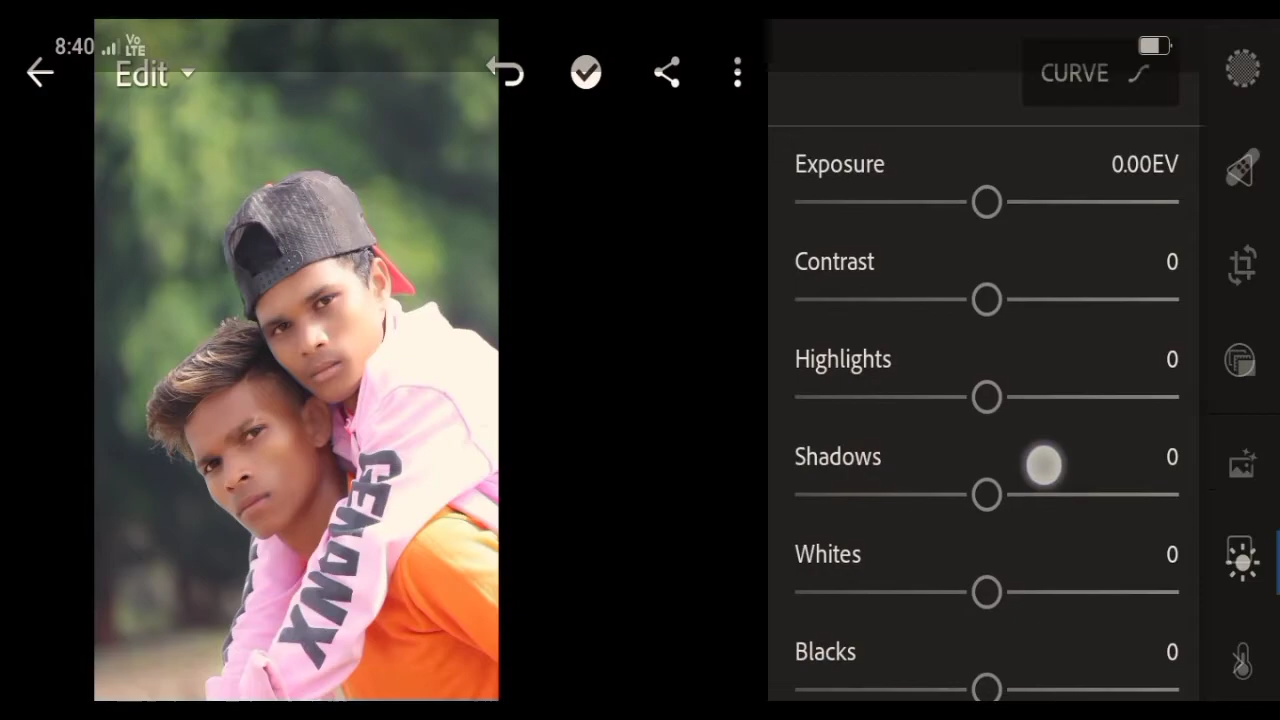 8:40 Vo LTE
Edit
CURVE
Exposure 0.00EV
Contrast 0
Highlights 0
Shadows 0
Whites 0
Blacks 0
GENANX